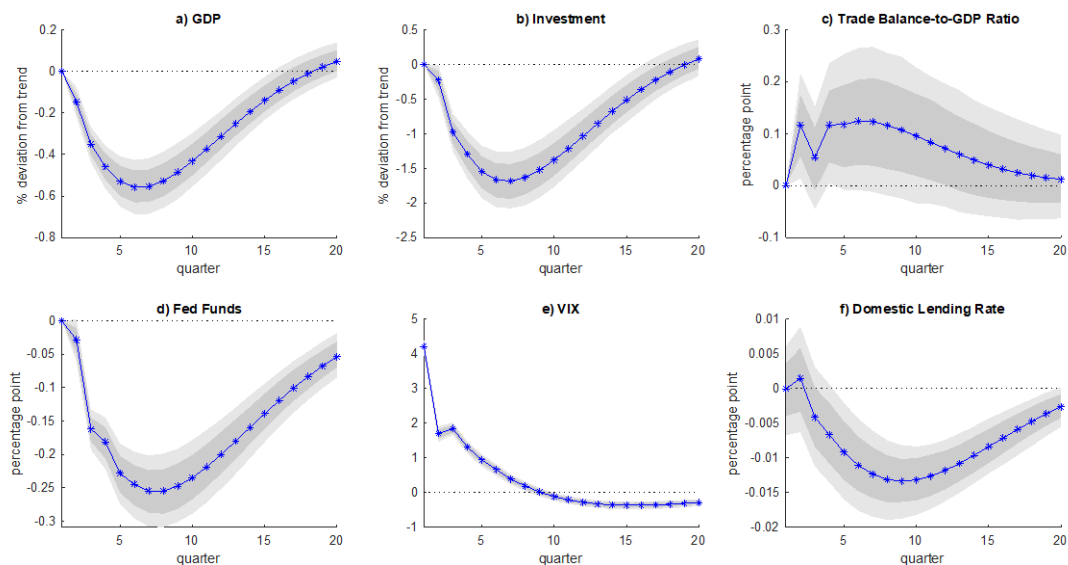 a) GDP
0.2
0
-0.2
-0.4
-0.6
-0.8
% deviation from trend
5 10 15 20
quarter
b) Investment
0.5
0
-0.5
-1
-1.5
-2
-2.5
% deviation from trend
5 10 15 20
quarter
c) Trade Balance-to-GDP Ratio
0.3
0.2
0.1
0
-0.1
percentage point
5 10 15 20
quarter
d) Fed Funds
0
-0.05
-0.1
-0.15
-0.2
-0.25
-0.3
percentage point
5 10 15 20
quarter
e) VIX
5
4
3
2
1
0
-1
5 10 15 20
quarter
f) Domestic Lending Rate
0.01
0.005
0
-0.005
-0.01
-0.015
-0.02
percentage point
5 10 15 20
quarter